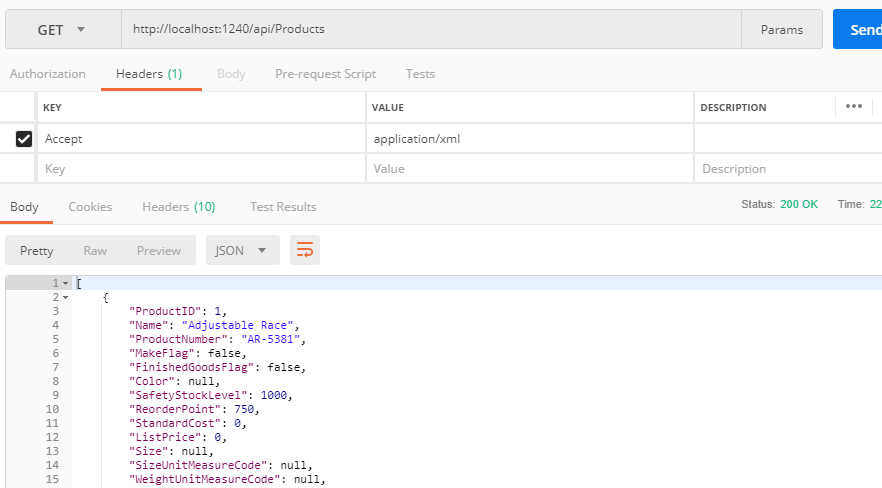 GET http://localhost:1240/api/Products Params Send
Authorization Headers (1) Body Pre-request Script Tests
KEY VALUE DESCRIPTION •••
Accept application/xml
Key Value Description
Body Cookies Headers (10) Test Results Status: 200 OK Time: 22
Pretty Raw Preview JSON
1 [
2 {
3 "ProductID": 1,
4 "Name": "Adjustable Race",
5 "ProductNumber": "AR-5381",
6 "MakeFlag": false,
7 "FinishedGoodsFlag": false,
8 "Color": null,
9 "SafetyStockLevel": 1000,
10 "ReorderPoint": 750,
11 "StandardCost": 0,
12 "ListPrice": 0,
13 "Size": null,
14 "SizeUnitMeasureCode": null,
15 "WeightUnitMeasureCode": null,